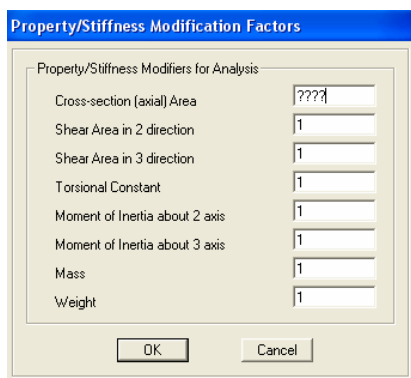 Property/Stiffness Modification Factors
Property/Stiffness Modifiers for Analysis
Cross-section (axial) Area ????
Shear Area in 2 direction 1
Shear Area in 3 direction 1
Torsional Constant 1
Moment of Inertia about 2 axis 1
Moment of Inertia about 3 axis 1
Mass 1
Weight 1
OK Cancel